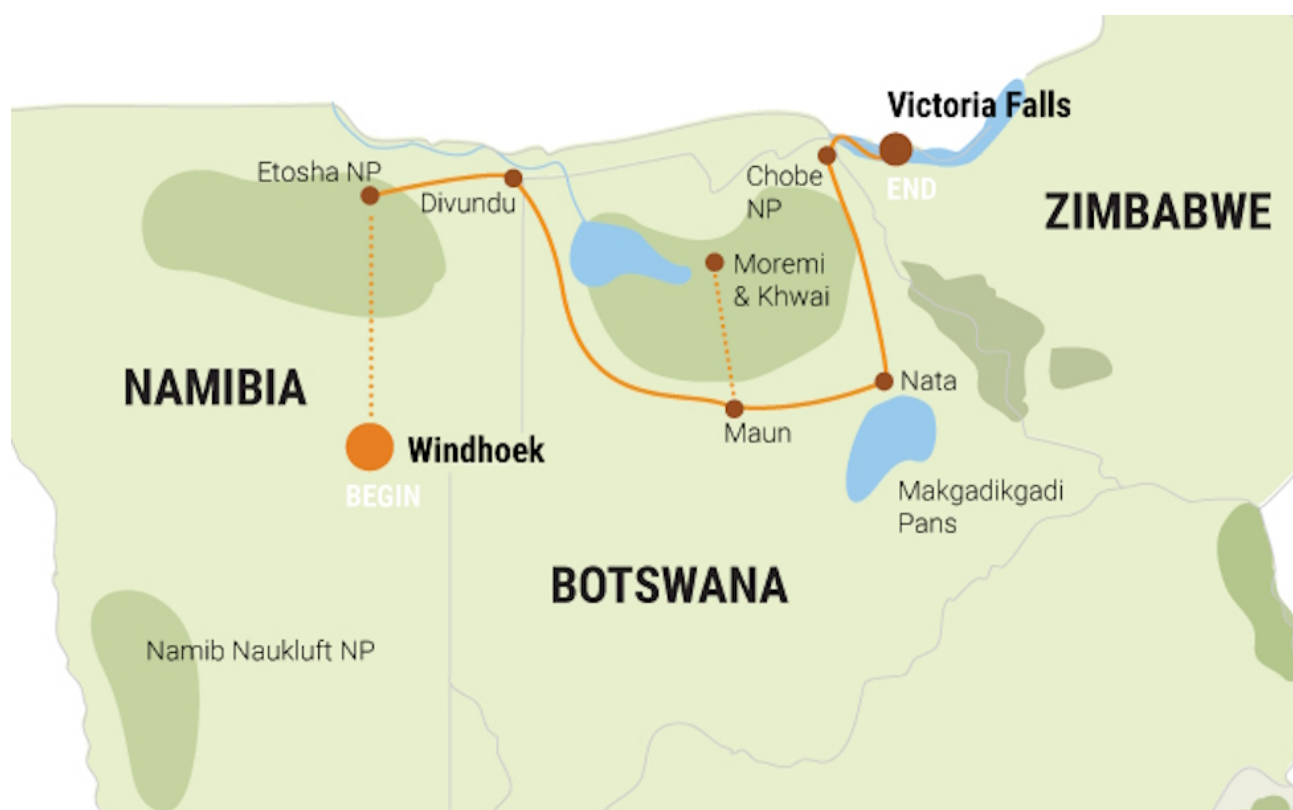 Victoria Falls
Etosha NP
Divundu
Chobe
NP
END
ZIMBABWE
Moremi
& Khwai
NAMIBIA
Nata
Maun
Windhoek
BEGIN
Makgadikgadi
Pans
BOTSWANA
Namib Naukluft NP